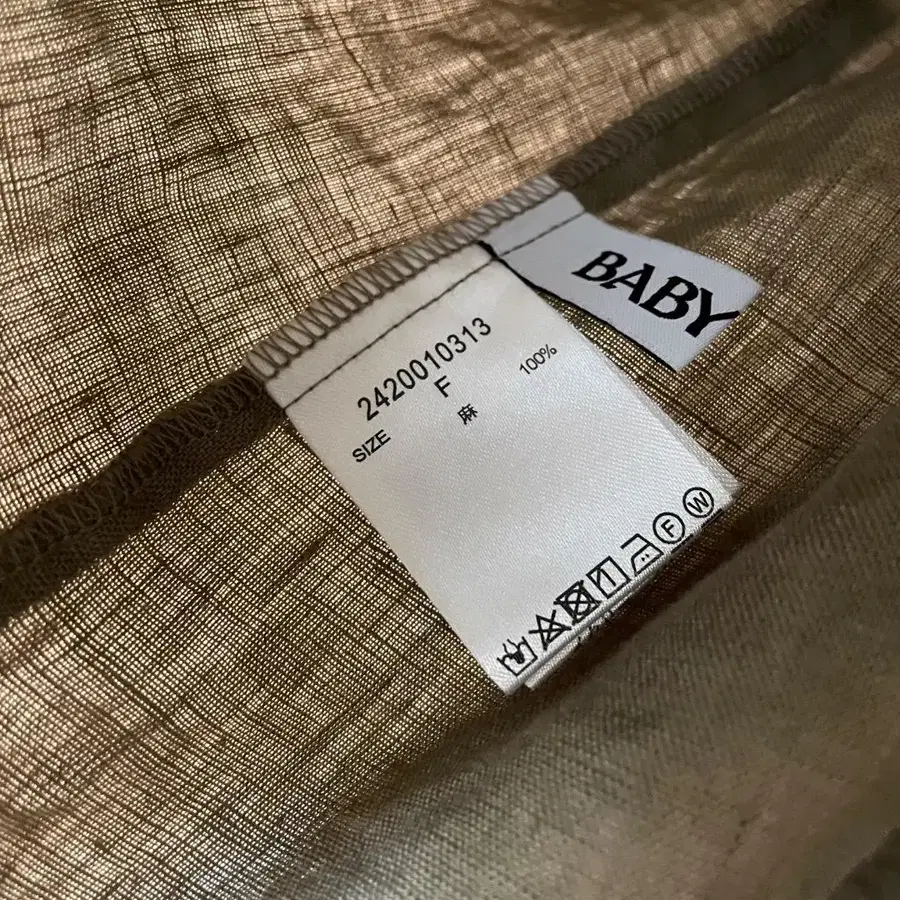 BABY
2420010313
SIZE F
麻 100%
F W